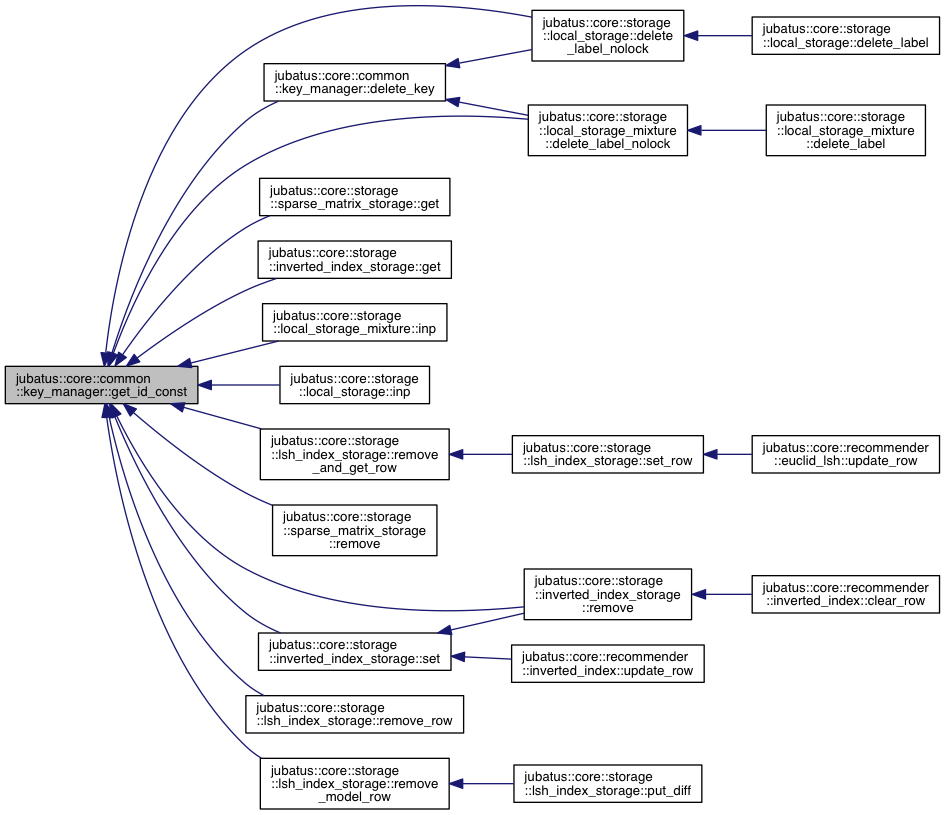 jubatus::core::storage
::local_storage::delete
_label_nolock
jubatus::core::storage
::local_storage::delete_label
jubatus::core::common
::key_manager::delete_key
jubatus::core::storage
::local_storage_mixture
::delete_label_nolock
jubatus::core::storage
::local_storage_mixture
::delete_label
jubatus::core::storage
::sparse_matrix_storage::get
jubatus::core::storage
::inverted_index_storage::get
jubatus::core::storage
::local_storage_mixture::inp
jubatus::core::common
::key_manager::get_id_const
jubatus::core::storage
::local_storage::inp
jubatus::core::storage
::lsh_index_storage::remove
_and_get_row
jubatus::core::storage
::lsh_index_storage::set_row
jubatus::core::recommender
::euclid_lsh::update_row
jubatus::core::storage
::sparse_matrix_storage
::remove
jubatus::core::storage
::inverted_index_storage
::remove
jubatus::core::recommender
::inverted_index::clear_row
jubatus::core::storage
::inverted_index_storage::set
jubatus::core::recommender
::inverted_index::update_row
jubatus::core::storage
::lsh_index_storage::remove_row
jubatus::core::storage
::lsh_index_storage::remove
_model_row
jubatus::core::storage
::lsh_index_storage::put_diff